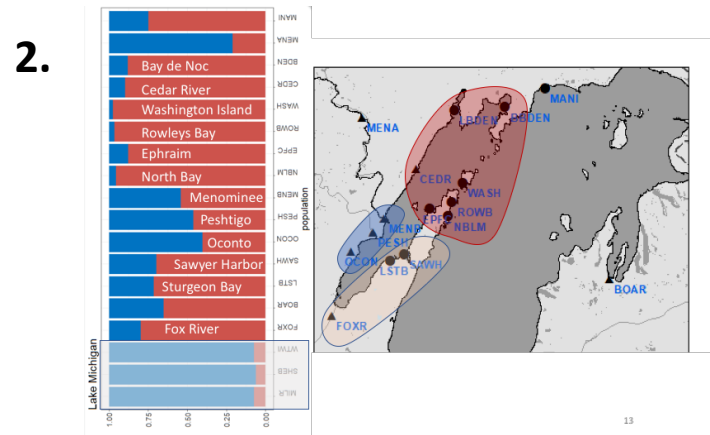 2.
MANI
MENA
BDEN
Bay de Noc
CEDR
Cedar River
WASH
Washington Island
ROWB
Rowleys Bay
EPFC
Ephraim
NBLM
North Bay
MENB
Menominee
PESH
Peshtigo
OCON
Oconto
SAWH
Sawyer Harbor
LSTB
Sturgeon Bay
BOAR
FOXR
Fox River
WTWI
SHEB
MILR
population
Lake Michigan
1.00
0.75
0.50
0.25
0.00
MANI
LBDEN
BBDEN
MENA
CEDR
WASH
ROWB
NBLM
MENB
PESH
OCON
LSTB
SAWH
FOXR
BOAR
13